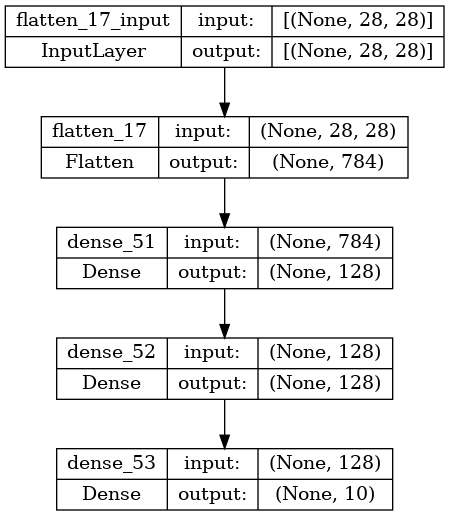 flatten_17_input input: [(None, 28, 28)]
InputLayer output: [(None, 28, 28)]
flatten_17 input: (None, 28, 28)
Flatten output: (None, 784)
dense_51 input: (None, 784)
Dense output: (None, 128)
dense_52 input: (None, 128)
Dense output: (None, 128)
dense_53 input: (None, 128)
Dense output: (None, 10)